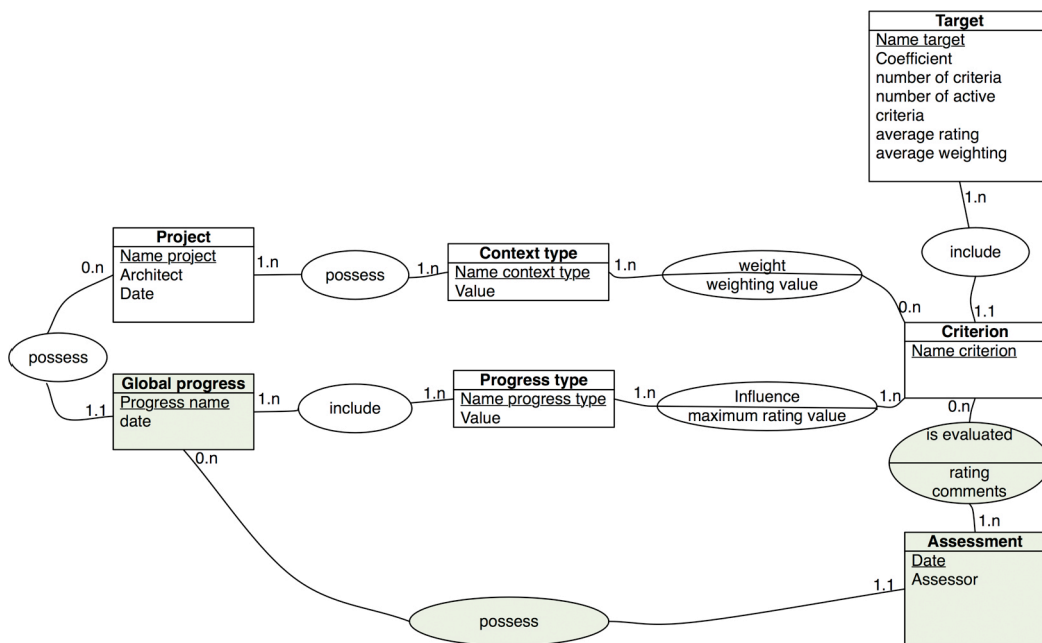 Target
Name target
Coefficient
number of criteria
number of active
criteria
average rating
average weighting
1.n
include
1.1
Project
Name project
Architect
Date
0.n
1.n
possess
1.n
Context type
Name context type
Value
1.n
weight
weighting value
0.n
Criterion
Name criterion
possess
1.1
Global progress
Progress name
date
1.n
include
1.n
Progress type
Name progress type
Value
1.n
Influence
maximum rating value
1.n
0.n
0.n
is evaluated
rating
comments
1.n
Assessment
Date
Assessor
1.1
possess